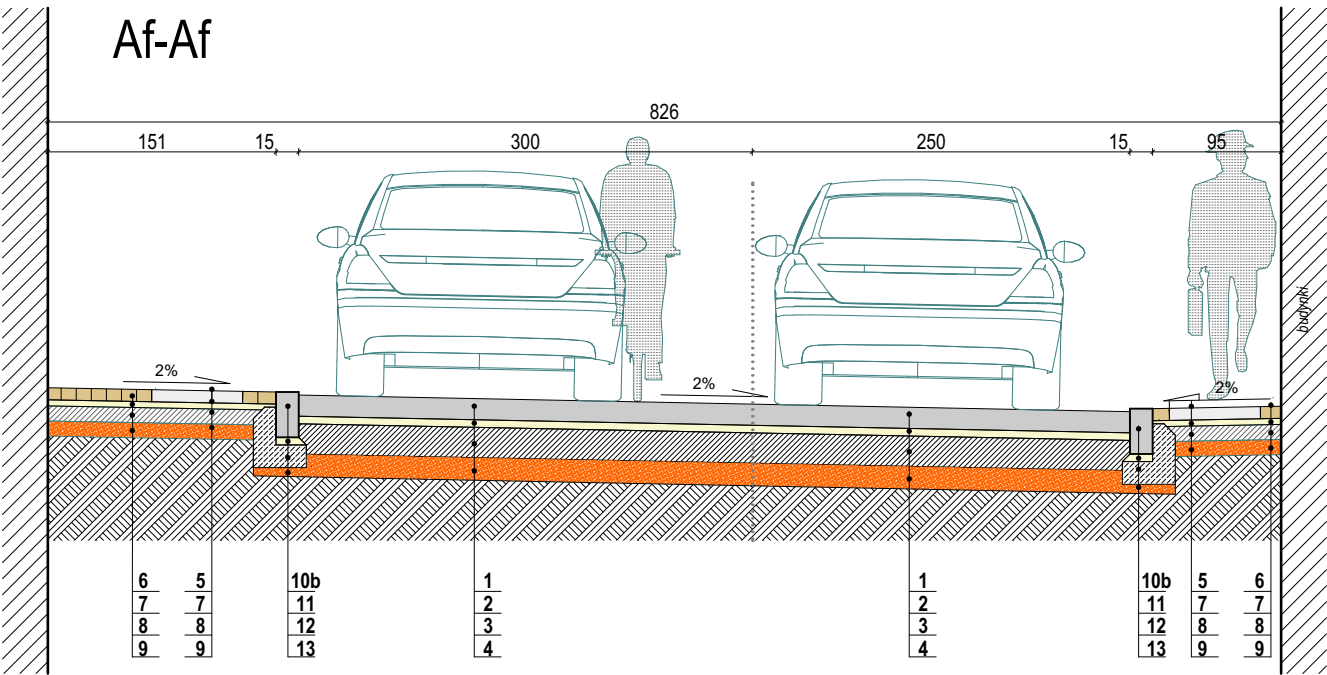 Af-Af
826
151 15 300 250 15 95
budynki
2% 2% 2%
6 5 10b 1 1 10b 5 6
7 7 11 2 2 11 7 7
8 8 12 3 3 12 8 8
9 9 13 4 4 13 9 9